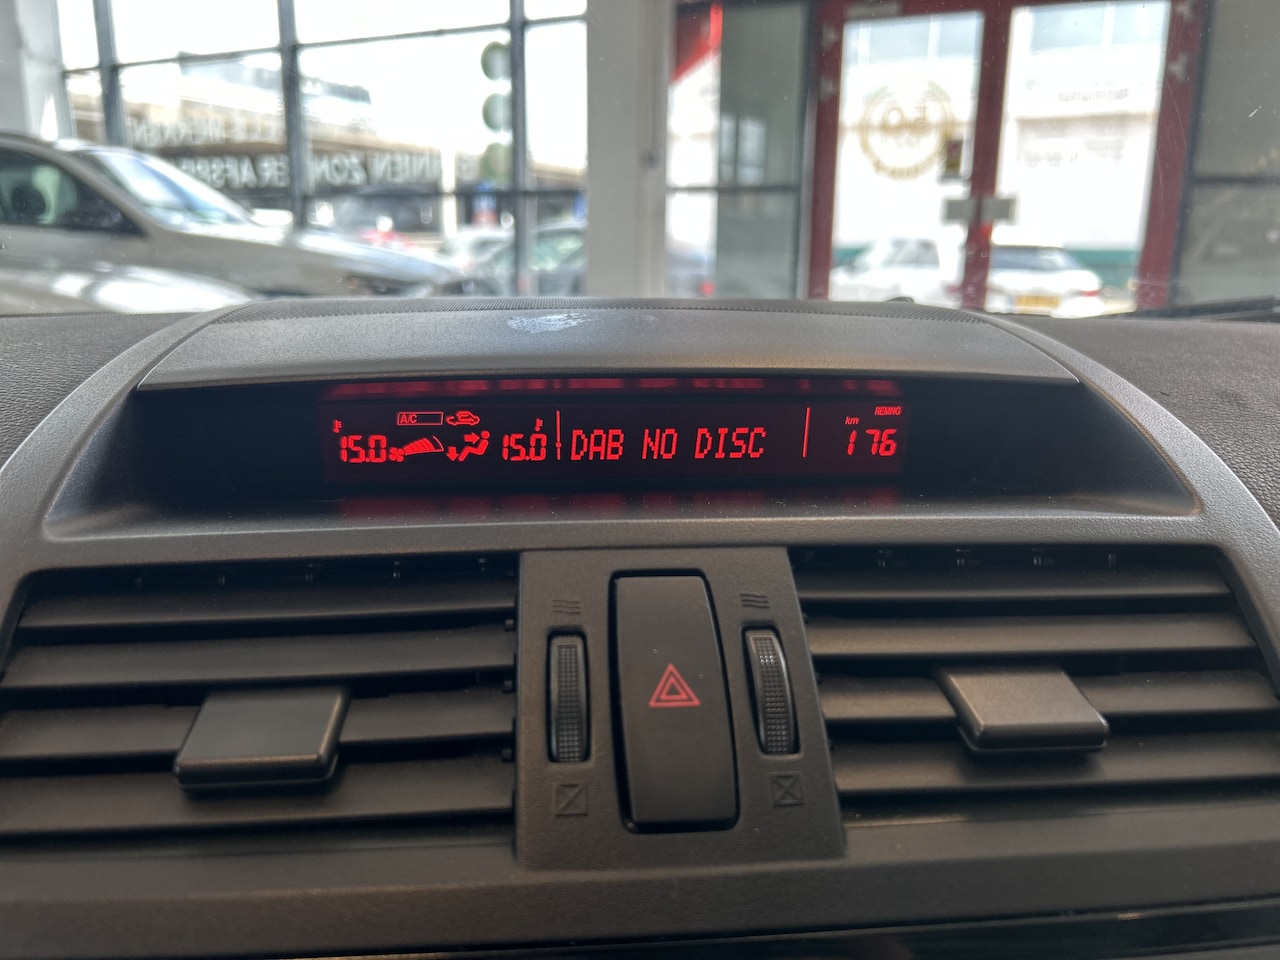 A/C
REMNG
km
15.0
15.0
DAB NO DISC
176